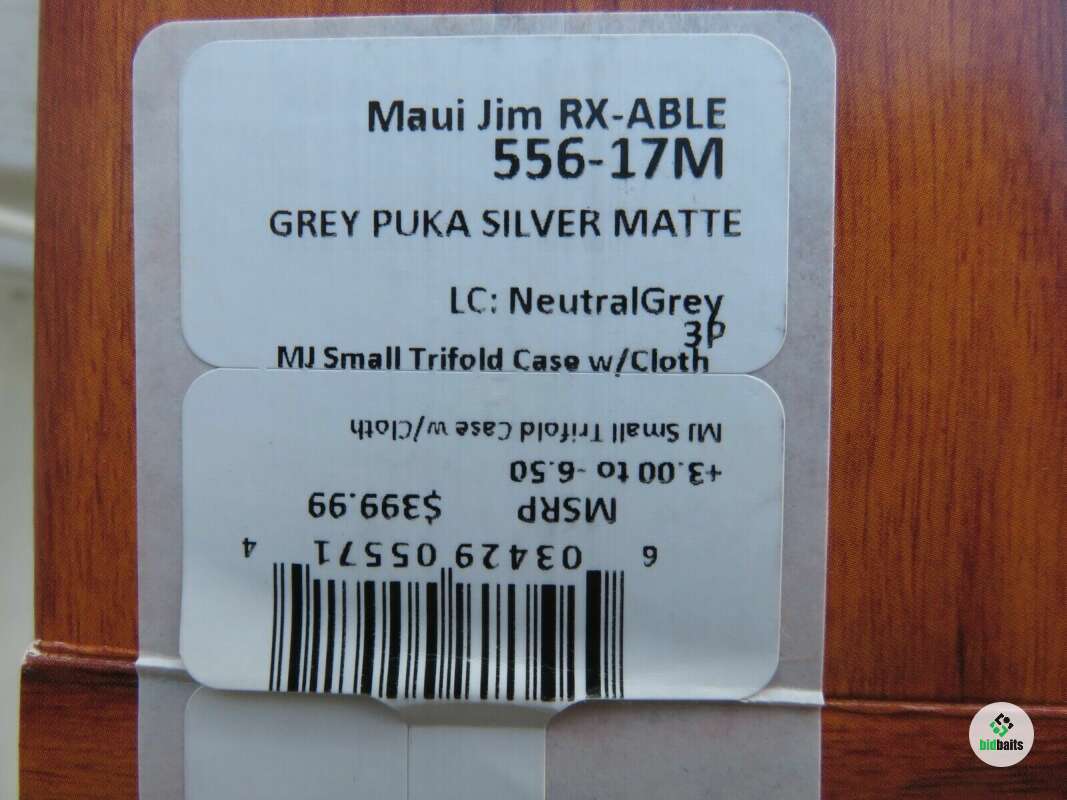 Maui Jim RX-ABLE
556-17M
GREY PUKA SILVER MATTE
LC: NeutralGrey
3P
MJ Small Trifold Case w/Cloth
MJ Small Trifold Case w/Cloth
+3.00 to -6.50
MSRP $399.99
6 03429 05571 4
bidbaits